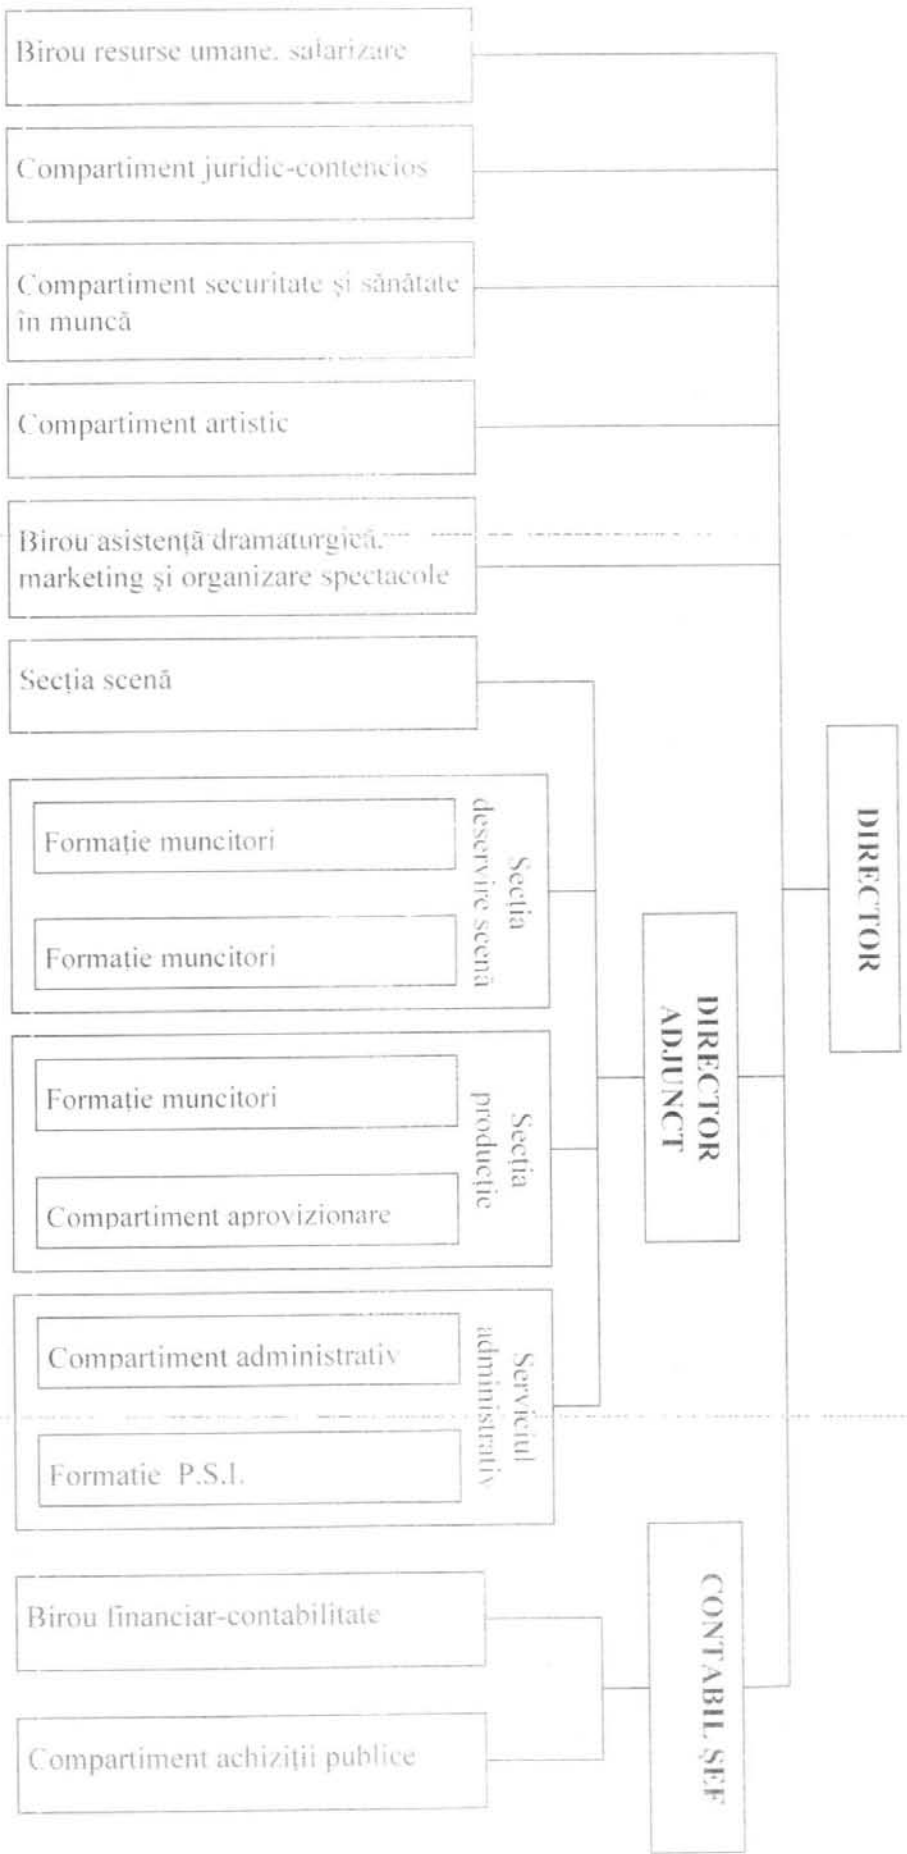 Birou resurse umane, salarizare
Compartiment juridic-contencios
Compartiment securitate și sănătate
în muncă
Compartiment artistic
Birou asistență dramaturgică,
marketing și organizare spectacole
Secția scenă
Secția
deservire scenă
Formație muncitori
Formație muncitori
Secția
producție
Formație muncitori
Compartiment aprovizionare
Serviciul
administrativ
Compartiment administrativ
Formatie P.S.I.
Birou financiar-contabilitate
Compartiment achiziții publice
DIRECTOR
DIRECTOR
ADJUNCT
CONTABIL ȘEF